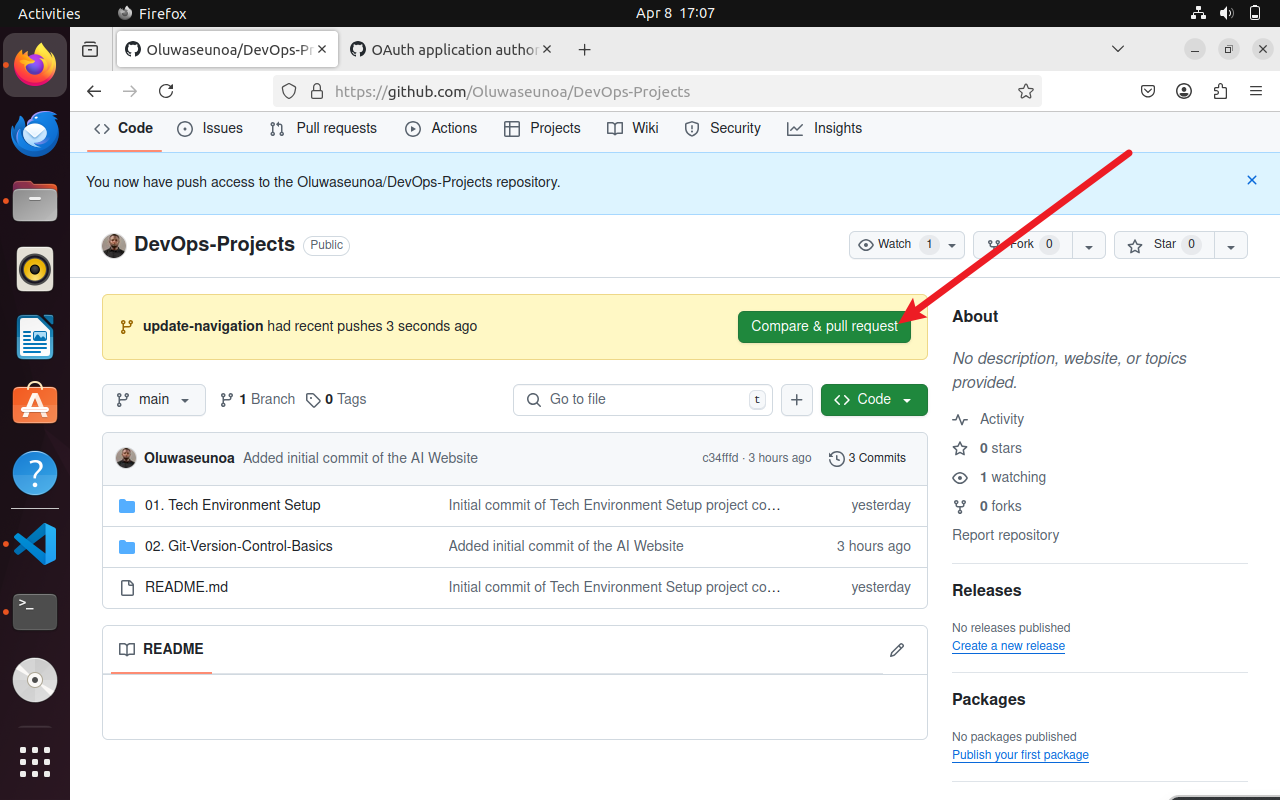 Activities Firefox Apr 8 17:07
Oluwaseunoa/DevOps-Pr OAuth application author
https://github.com/Oluwaseunoa/DevOps-Projects
Code Issues Pull requests Actions Projects Wiki Security Insights
You now have push access to the Oluwaseunoa/DevOps-Projects repository.
DevOps-Projects Public Watch 1 Fork 0 Star 0
update-navigation had recent pushes 3 seconds ago Compare & pull request
main 1 Branch 0 Tags Go to file t Code
Oluwaseunoa Added initial commit of the AI Website c34fffd · 3 hours ago 3 Commits
01. Tech Environment Setup Initial commit of Tech Environment Setup project co… yesterday
02. Git-Version-Control-Basics Added initial commit of the AI Website 3 hours ago
README.md Initial commit of Tech Environment Setup project co… yesterday
README
About
No description, website, or topics
provided.
Activity
0 stars
1 watching
0 forks
Report repository
Releases
No releases published
Create a new release
Packages
No packages published
Publish your first package